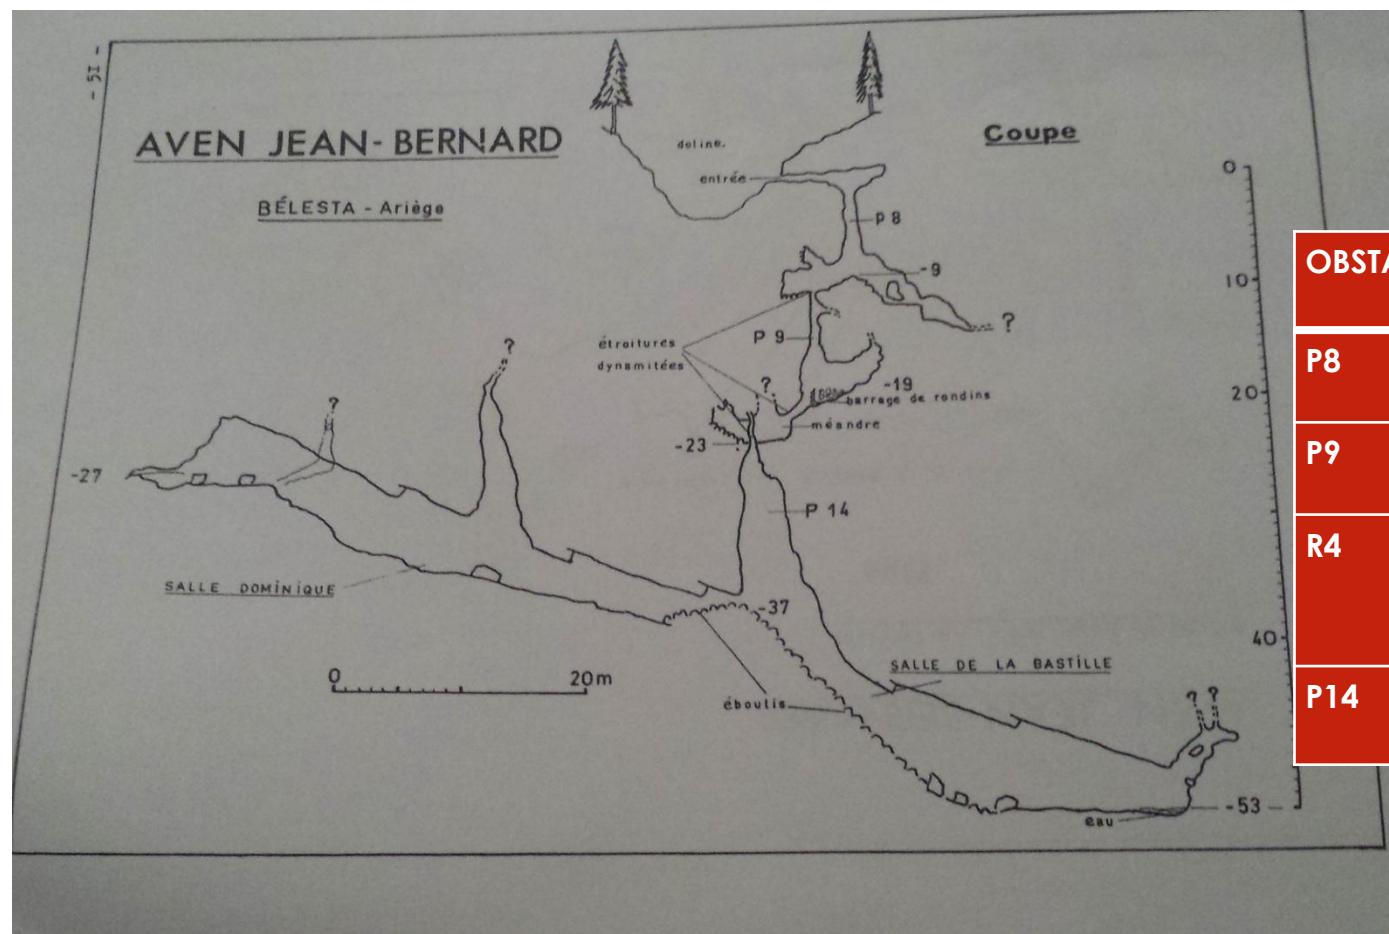 - 51 -
AVEN JEAN-BERNARD
BÉLESTA - Ariège
Coupe
doline.
entrée
P 8
-9
?
étroitures
dynamitées
P 9
?
?
?
-19
barrage de rondins
méandre
-23
-27
P 14
SALLE DOMINIQUE
-37
SALLE DE LA BASTILLE
éboulis
0
20m
? ?
eau
-53
0
10
20
40
OBSTA
P8
P9
R4
P14